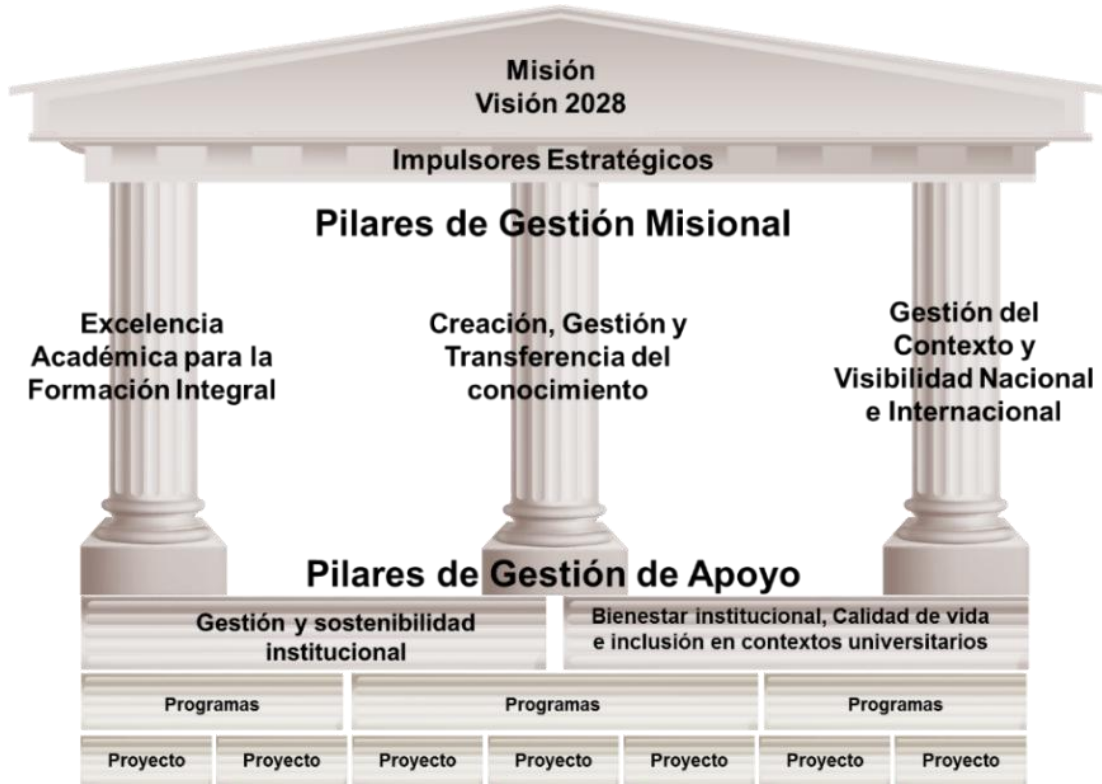 Misión
Visión 2028
Impulsores Estratégicos
Pilares de Gestión Misional
Excelencia
Académica para la
Formación Integral
Creación, Gestión y
Transferencia del
conocimiento
Gestión del
Contexto y
Visibilidad Nacional
e Internacional
Pilares de Gestión de Apoyo
Gestión y sostenibilidad
institucional
Bienestar institucional, Calidad de vida
e inclusión en contextos universitarios
Programas
Programas
Programas
Proyecto
Proyecto
Proyecto
Proyecto
Proyecto
Proyecto
Proyecto